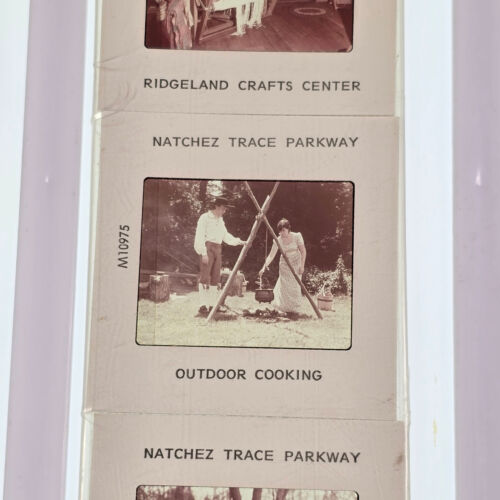 RIDGELAND CRAFTS CENTER
NATCHEZ TRACE PARKWAY
M10975
OUTDOOR COOKING
NATCHEZ TRACE PARKWAY